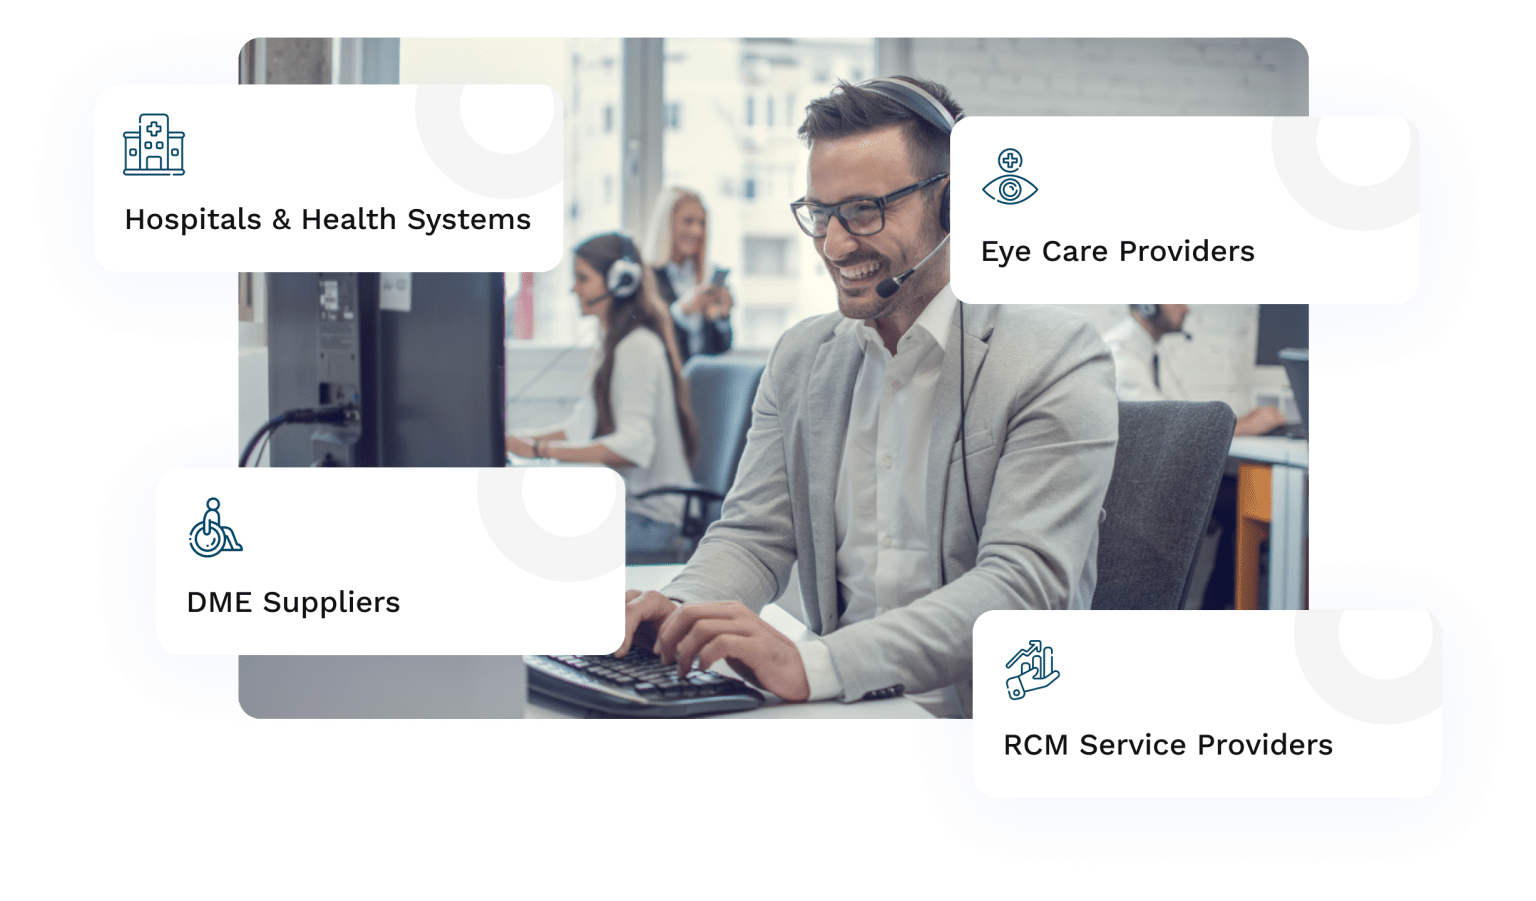 Hospitals & Health Systems
Eye Care Providers
DME Suppliers
RCM Service Providers